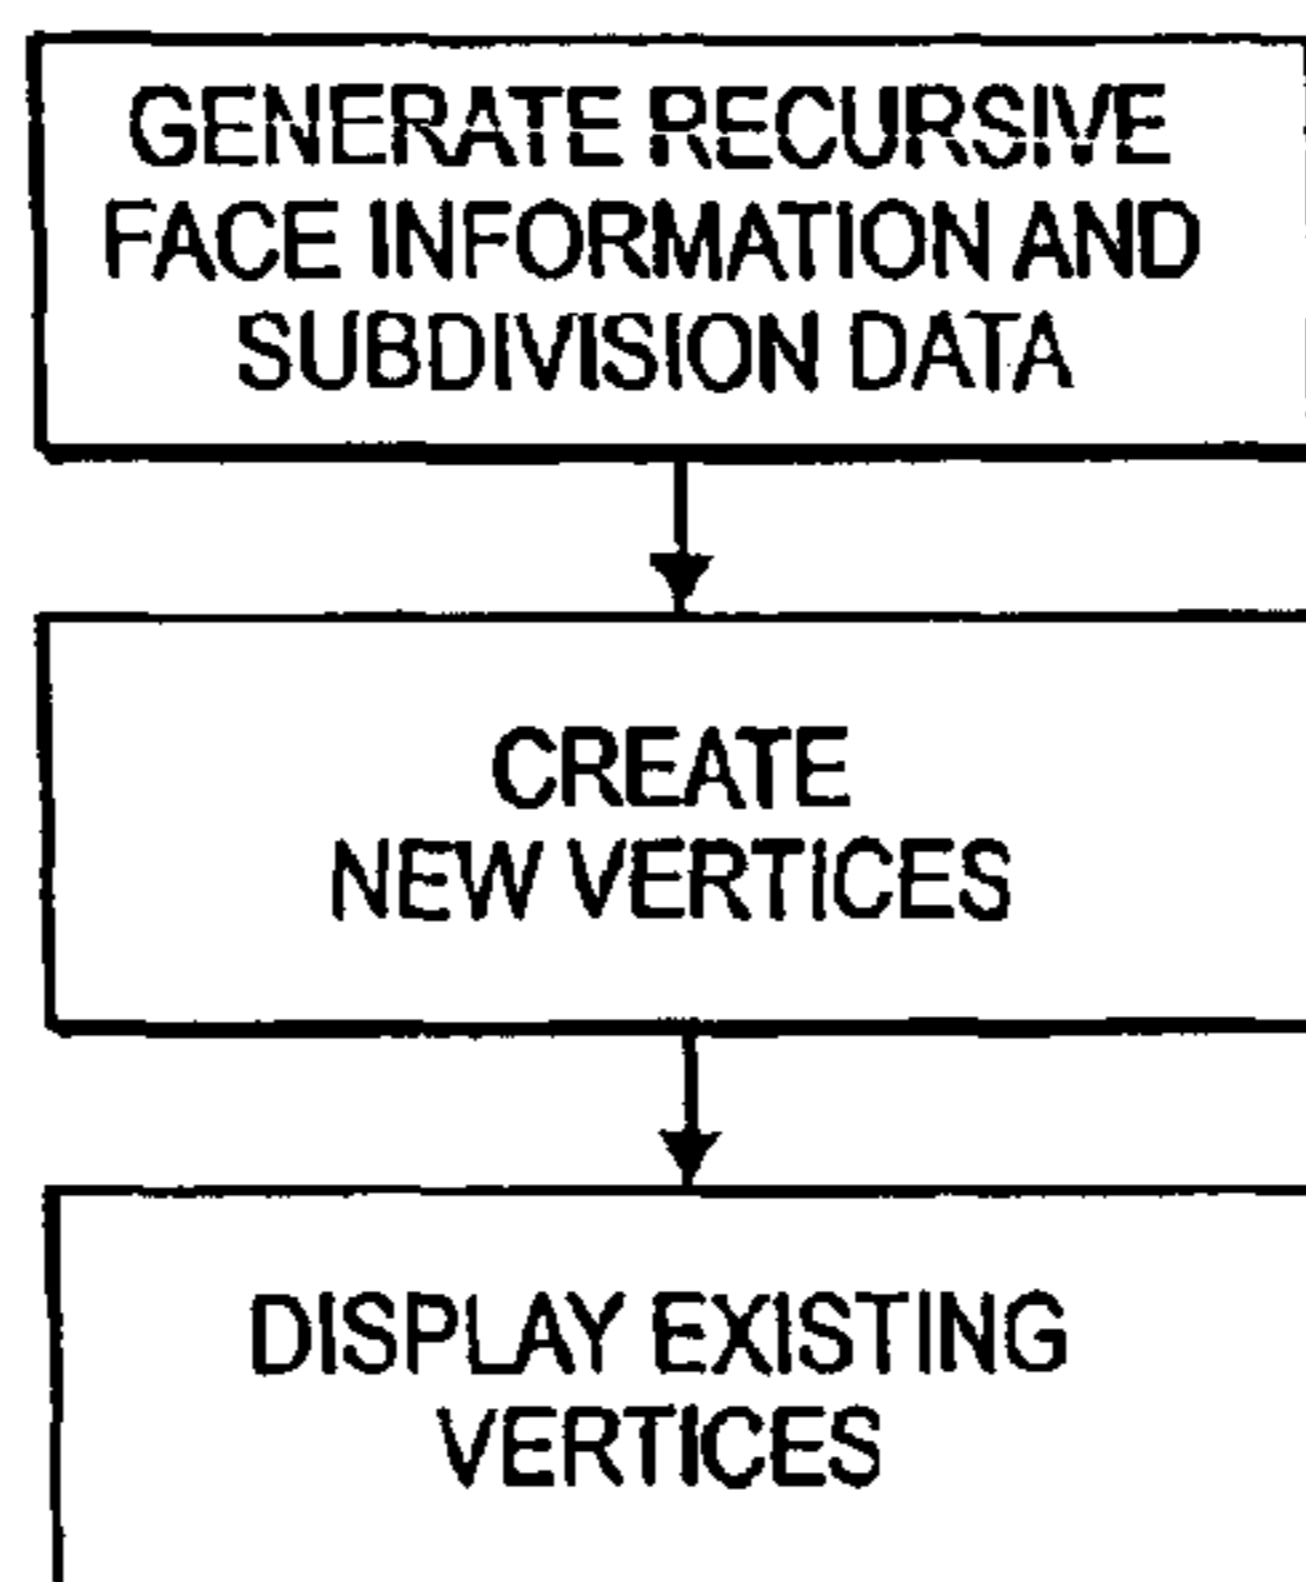 GENERATE RECURSIVE
FACE INFORMATION AND
SUBDIVISION DATA
CREATE
NEW VERTICES
DISPLAY EXISTING
VERTICES